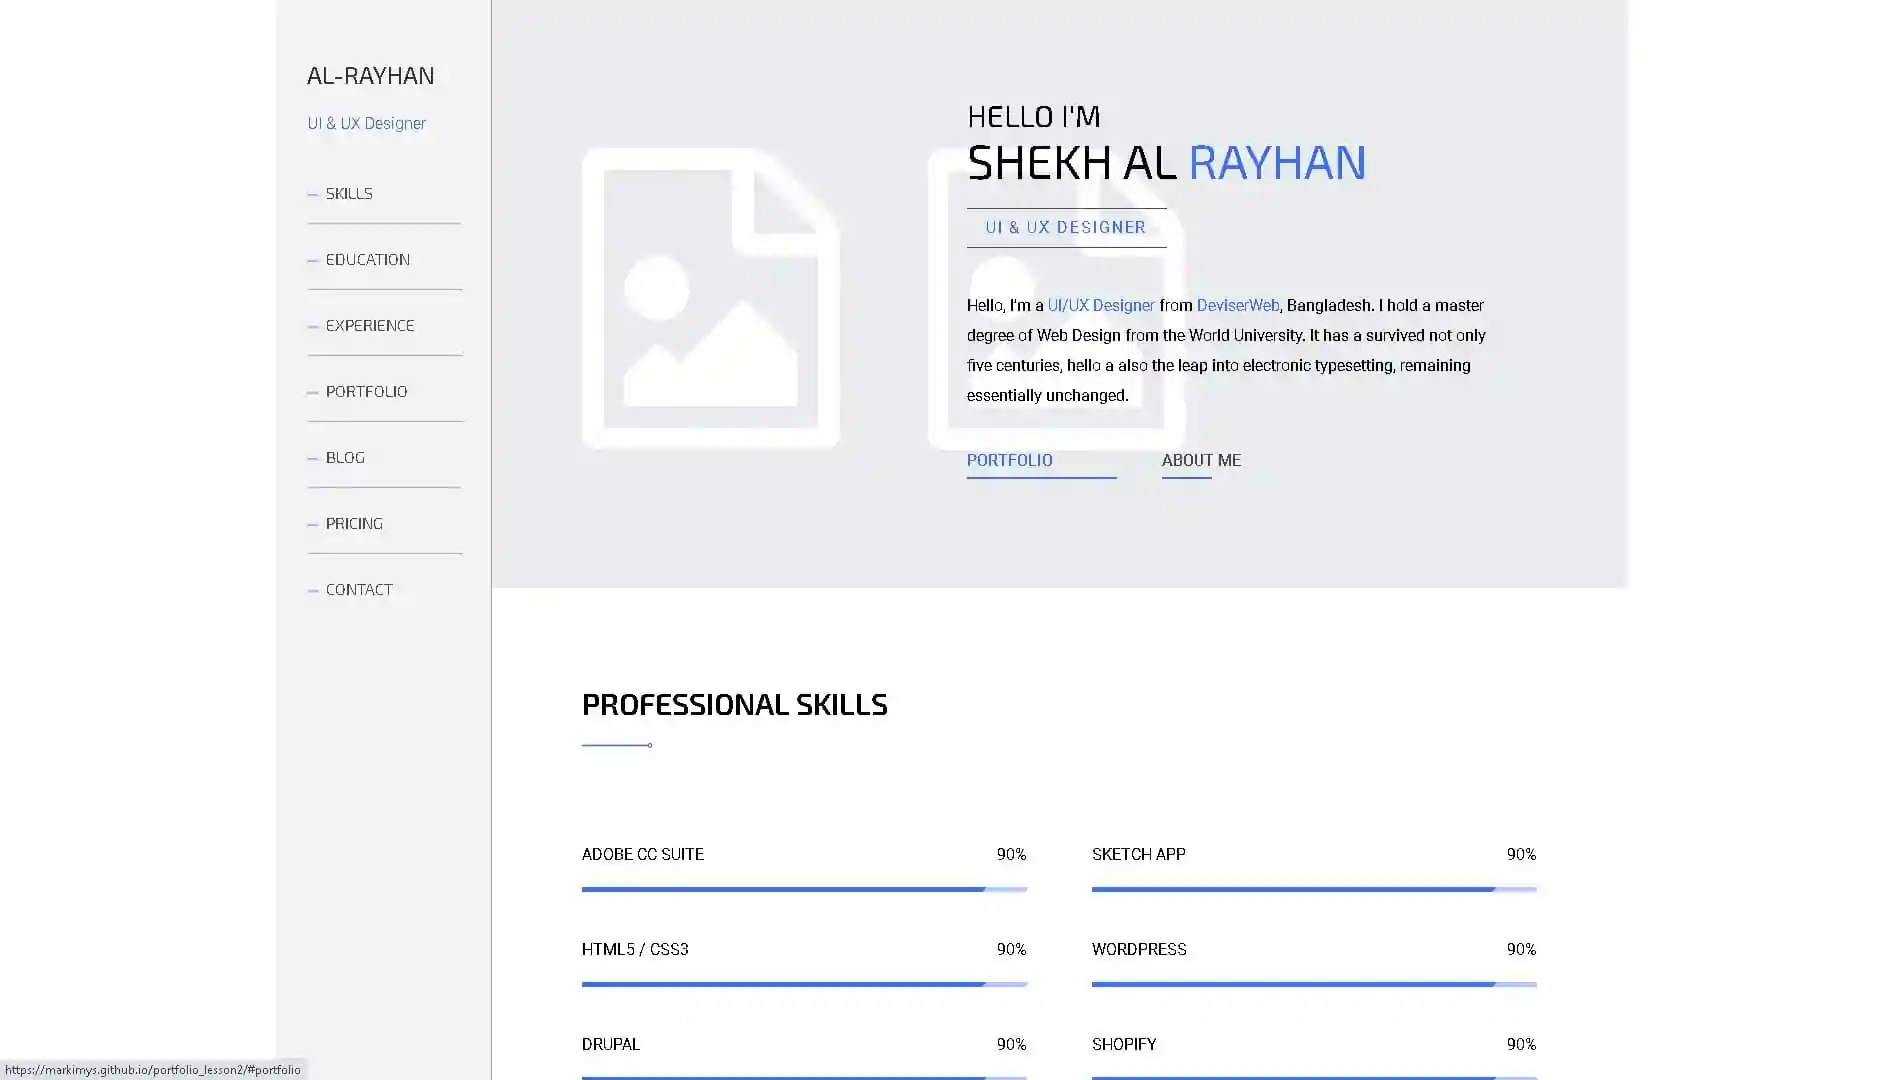 AL-RAYHAN
UI & UX Designer
SKILLS
EDUCATION
EXPERIENCE
PORTFOLIO
BLOG
PRICING
CONTACT
HELLO I'M
SHEKH AL RAYHAN
UI & UX DESIGNER
Hello, I'm a UI/UX Designer from DeviserWeb, Bangladesh. I hold a master
degree of Web Design from the World University. It has a survived not only
five centuries, hello a also the leap into electronic typesetting, remaining
essentially unchanged.
PORTFOLIO ABOUT ME
PROFESSIONAL SKILLS
ADOBE CC SUITE 90%
SKETCH APP 90%
HTML5 / CSS3 90%
WORDPRESS 90%
DRUPAL 90%
SHOPIFY 90%
https://markimys.github.io/portfolio_lesson2/#portfolio